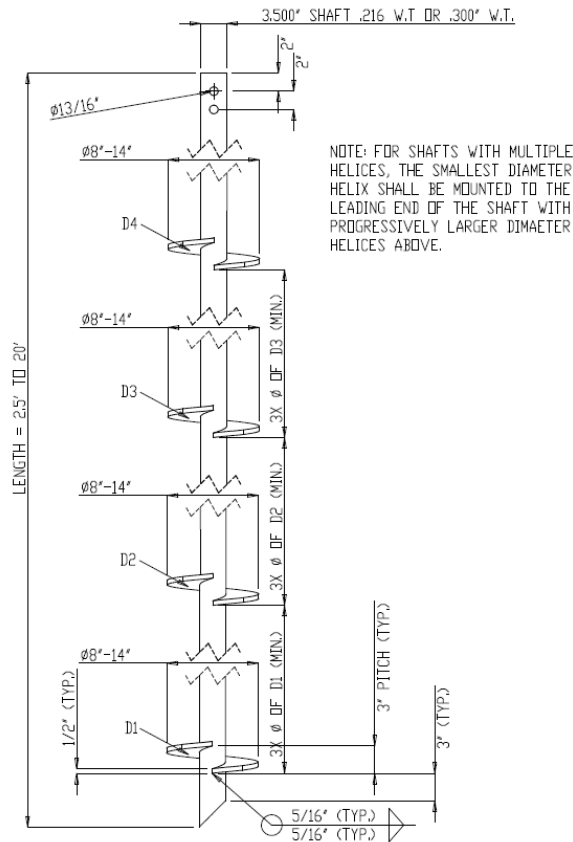 3.500" SHAFT .216 W.T OR .300" W.T.
2"
2"
ø13/16"
ø8"-14"
NOTE: FOR SHAFTS WITH MULTIPLE
HELICES, THE SMALLEST DIAMETER
HELIX SHALL BE MOUNTED TO THE
LEADING END OF THE SHAFT WITH
PROGRESSIVELY LARGER DIMAETER
HELICES ABOVE.
D4
ø8"-14"
3X ø OF D3 (MIN.)
D3
LENGTH = 2.5' TO 20'
ø8"-14"
3X ø OF D2 (MIN.)
D2
ø8"-14"
3X ø OF D1 (MIN.)
1/2" (TYP.)
D1
3" PITCH (TYP.)
3" (TYP.)
5/16" (TYP.)
5/16" (TYP.)